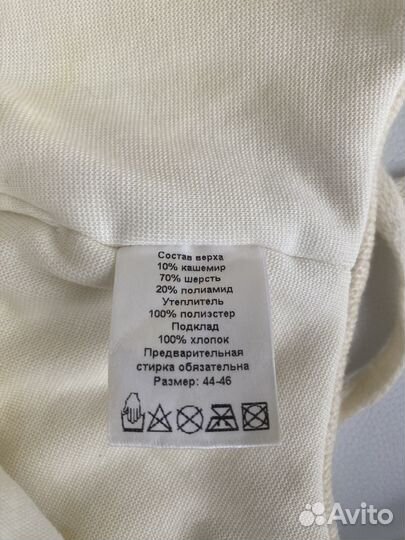 Состав верха
10% кашемир
70% шерсть
20% полиамид
Утеплитель
100% полиэстер
Подклад
100% хлопок
Предварительная
стирка обязательна
Размер: 44-46
Avito